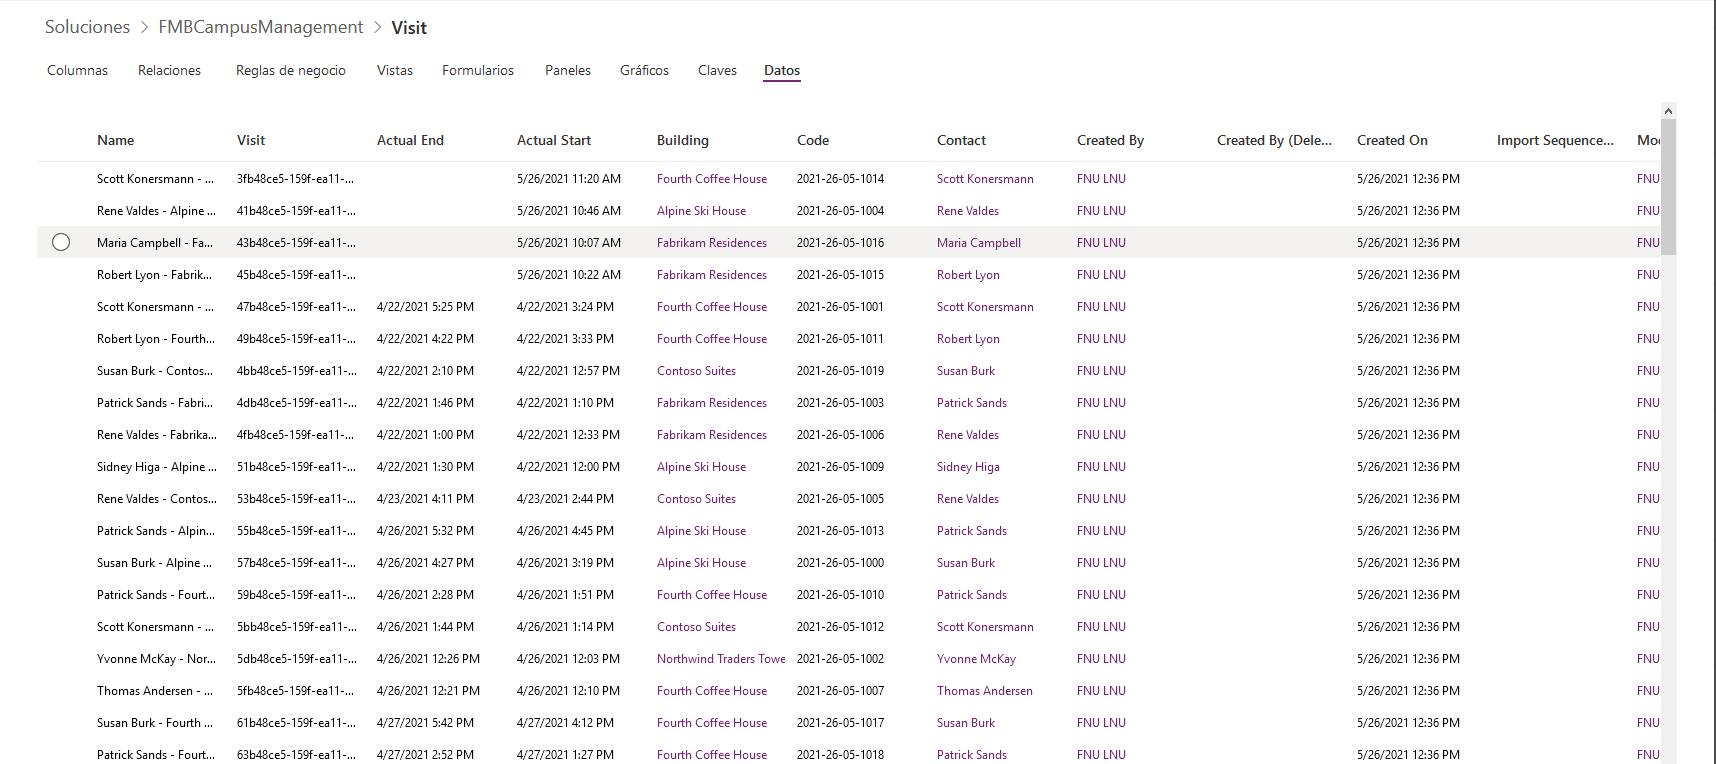 Soluciones > FMBCampusManagement > Visit
Columnas Relaciones Reglas de negocio Vistas Formularios Paneles Gráficos Claves Datos
Name Visit Actual End Actual Start Building Code Contact Created By Created By (Dele... Created On Import Sequence... Mo
Scott Konersmann - ... 3fb48ce5-159f-ea11-... 5/26/2021 11:20 AM Fourth Coffee House 2021-26-05-1014 Scott Konersmann FNU LNU 5/26/2021 12:36 PM FNU
Rene Valdes - Alpine ... 41b48ce5-159f-ea11-... 5/26/2021 10:46 AM Alpine Ski House 2021-26-05-1004 Rene Valdes FNU LNU 5/26/2021 12:36 PM FNU
Maria Campbell - Fa... 43b48ce5-159f-ea11-... 5/26/2021 10:07 AM Fabrikam Residences 2021-26-05-1016 Maria Campbell FNU LNU 5/26/2021 12:36 PM FNU
Robert Lyon - Fabrik... 45b48ce5-159f-ea11-... 5/26/2021 10:22 AM Fabrikam Residences 2021-26-05-1015 Robert Lyon FNU LNU 5/26/2021 12:36 PM FNU
Scott Konersmann - ... 47b48ce5-159f-ea11-... 4/22/2021 5:25 PM 4/22/2021 3:24 PM Fourth Coffee House 2021-26-05-1001 Scott Konersmann FNU LNU 5/26/2021 12:36 PM FNU
Robert Lyon - Fourth... 49b48ce5-159f-ea11-... 4/22/2021 4:22 PM 4/22/2021 3:33 PM Fourth Coffee House 2021-26-05-1011 Robert Lyon FNU LNU 5/26/2021 12:36 PM FNU
Susan Burk - Contos... 4bb48ce5-159f-ea11-... 4/22/2021 2:10 PM 4/22/2021 12:57 PM Contoso Suites 2021-26-05-1019 Susan Burk FNU LNU 5/26/2021 12:36 PM FNU
Patrick Sands - Fabri... 4db48ce5-159f-ea11-... 4/22/2021 1:46 PM 4/22/2021 1:10 PM Fabrikam Residences 2021-26-05-1003 Patrick Sands FNU LNU 5/26/2021 12:36 PM FNU
Rene Valdes - Fabrika... 4fb48ce5-159f-ea11-... 4/22/2021 1:00 PM 4/22/2021 12:33 PM Fabrikam Residences 2021-26-05-1006 Rene Valdes FNU LNU 5/26/2021 12:36 PM FNU
Sidney Higa - Alpine ... 51b48ce5-159f-ea11-... 4/22/2021 1:30 PM 4/22/2021 12:00 PM Alpine Ski House 2021-26-05-1009 Sidney Higa FNU LNU 5/26/2021 12:36 PM FNU
Rene Valdes - Contos... 53b48ce5-159f-ea11-... 4/23/2021 4:11 PM 4/23/2021 2:44 PM Contoso Suites 2021-26-05-1005 Rene Valdes FNU LNU 5/26/2021 12:36 PM FNU
Patrick Sands - Alpin... 55b48ce5-159f-ea11-... 4/26/2021 5:32 PM 4/26/2021 4:45 PM Alpine Ski House 2021-26-05-1013 Patrick Sands FNU LNU 5/26/2021 12:36 PM FNU
Susan Burk - Alpine ... 57b48ce5-159f-ea11-... 4/26/2021 4:27 PM 4/26/2021 3:19 PM Alpine Ski House 2021-26-05-1000 Susan Burk FNU LNU 5/26/2021 12:36 PM FNU
Patrick Sands - Fourt... 59b48ce5-159f-ea11-... 4/26/2021 2:28 PM 4/26/2021 1:51 PM Fourth Coffee House 2021-26-05-1010 Patrick Sands FNU LNU 5/26/2021 12:36 PM FNU
Scott Konersmann - ... 5bb48ce5-159f-ea11-... 4/26/2021 1:44 PM 4/26/2021 1:14 PM Contoso Suites 2021-26-05-1012 Scott Konersmann FNU LNU 5/26/2021 12:36 PM FNU
Yvonne McKay - Nor... 5db48ce5-159f-ea11-... 4/26/2021 12:26 PM 4/26/2021 12:03 PM Northwind Traders Towe 2021-26-05-1002 Yvonne McKay FNU LNU 5/26/2021 12:36 PM FNU
Thomas Andersen - ... 5fb48ce5-159f-ea11-... 4/26/2021 12:21 PM 4/26/2021 12:10 PM Fourth Coffee House 2021-26-05-1007 Thomas Andersen FNU LNU 5/26/2021 12:36 PM FNU
Susan Burk - Fourth ... 61b48ce5-159f-ea11-... 4/27/2021 5:42 PM 4/27/2021 4:12 PM Fourth Coffee House 2021-26-05-1017 Susan Burk FNU LNU 5/26/2021 12:36 PM FNU
Patrick Sands - Fourt... 63b48ce5-159f-ea11-... 4/27/2021 2:52 PM 4/27/2021 1:27 PM Fourth Coffee House 2021-26-05-1018 Patrick Sands FNU LNU 5/26/2021 12:36 PM FNU